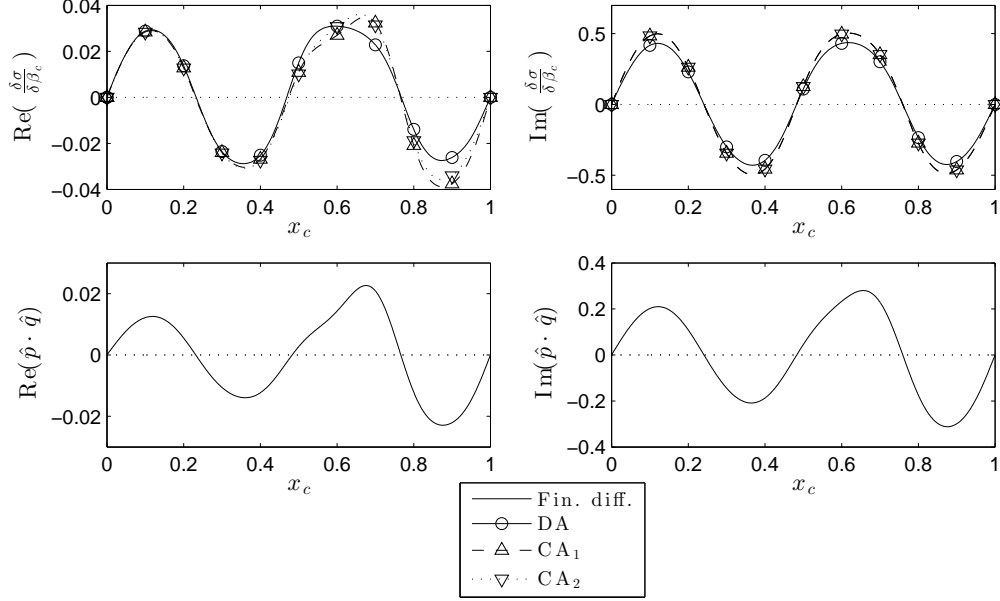 Re( δσ/δβ_c )
0.04
0.02
0
−0.02
−0.04
0 0.2 0.4 0.6 0.8 1
x_c
Im( δσ/δβ_c )
0.5
0
−0.5
0 0.2 0.4 0.6 0.8 1
x_c
Re(p̂ · q̂)
0.02
0
−0.02
0 0.2 0.4 0.6 0.8 1
x_c
Im(p̂ · q̂)
0.4
0.2
0
−0.2
−0.4
0 0.2 0.4 0.6 0.8 1
x_c
Fin. diff.
DA
CA₁
CA₂